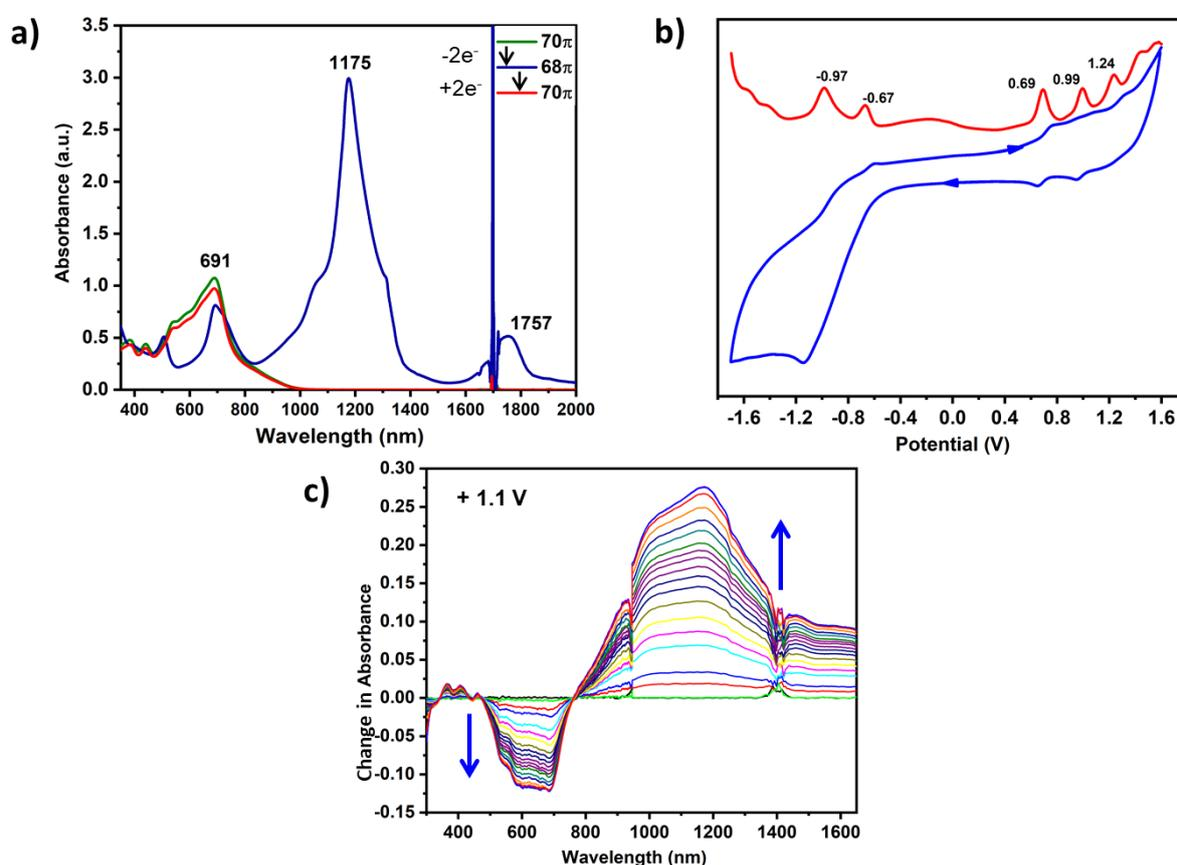 a)
3.5
3.0
2.5
2.0
1.5
1.0
0.5
0.0
Absorbance (a.u.)
400 600 800 1000 1200 1400 1600 1800 2000
Wavelength (nm)
691
1175
1757
-2e⁻
+2e⁻
70π
68π
70π
b)
-0.97
-0.67
0.69
0.99
1.24
-1.6 -1.2 -0.8 -0.4 0.0 0.4 0.8 1.2 1.6
Potential (V)
c)
+ 1.1 V
0.30
0.25
0.20
0.15
0.10
0.05
0.00
-0.05
-0.10
-0.15
Change in Absorbance
400 600 800 1000 1200 1400 1600
Wavelength (nm)